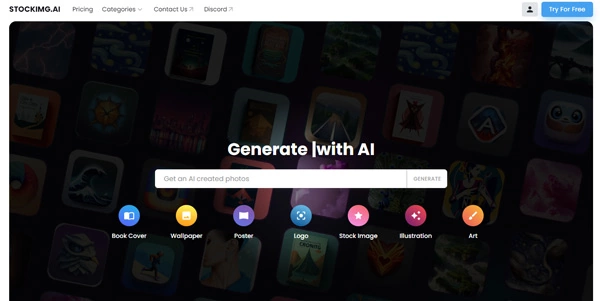 STOCKIMG.AI
Pricing
Categories
Contact Us
Discord
Try For Free
Generate |with AI
Get an AI created photos
GENERATE
Book Cover
Wallpaper
Poster
Logo
Stock Image
Illustration
Art